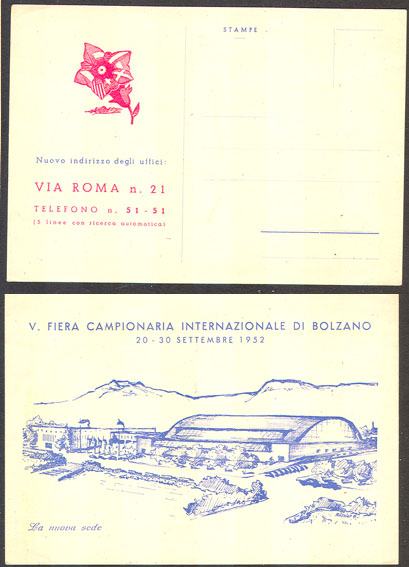 STAMPE
Nuovo indirizzo degli uffici:
VIA ROMA n. 21
TELEFONO n. 51-51
(5 linee con ricerca automatica)
V. FIERA CAMPIONARIA INTERNAZIONALE DI BOLZANO
20-30 SETTEMBRE 1952
La nuova sede